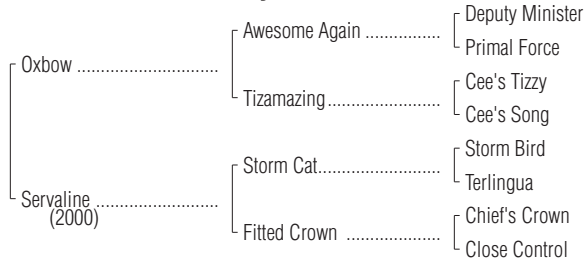 Deputy Minister
Awesome Again ...............
Primal Force
Oxbow ............................
Cee's Tizzy
Tizamazing.......................
Cee's Song
Storm Bird
Storm Cat.........................
Terlingua
Servaline ........................
(2000)
Chief's Crown
Fitted Crown ...................
Close Control